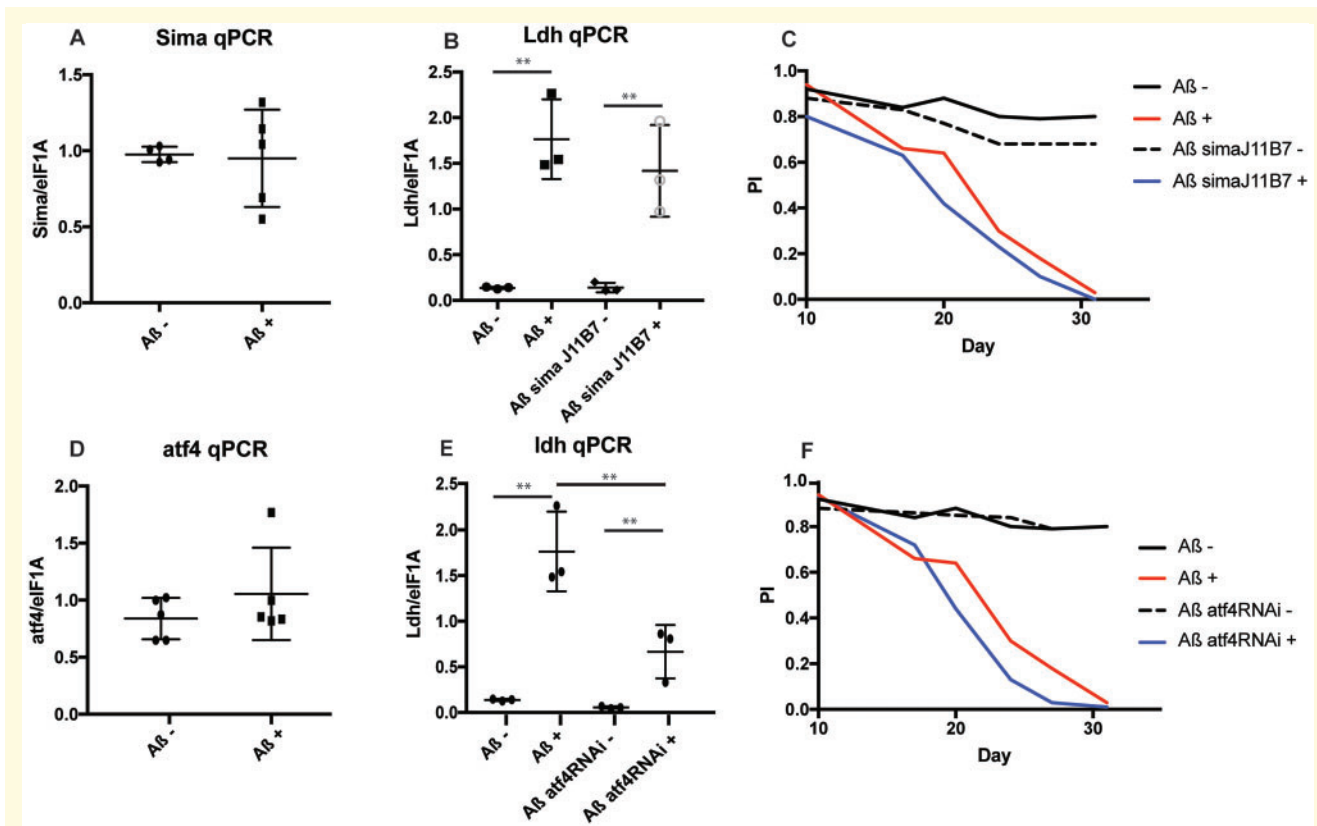 A
Sima qPCR
Sima/eIF1A
1.5
1.0
0.5
0.0
Aß -
Aß +
B
Ldh qPCR
Ldh/eIF1A
2.5
2.0
1.5
1.0
0.5
0.0
**
**
Aß -
Aß +
Aß sima J11B7 -
Aß sima J11B7 +
C
PI
1.0
0.8
0.6
0.4
0.2
0.0
10
20
30
Day
Aß -
Aß +
Aß simaJ11B7 -
Aß simaJ11B7 +
D
atf4 qPCR
atf4/eIF1A
2.0
1.5
1.0
0.5
0.0
Aß -
Aß +
E
ldh qPCR
Ldh/eIF1A
2.5
2.0
1.5
1.0
0.5
0.0
**
**
**
Aß -
Aß +
Aß atf4RNAi -
Aß atf4RNAi +
F
PI
1.0
0.8
0.6
0.4
0.2
0.0
10
20
30
Day
Aß -
Aß +
Aß atf4RNAi -
Aß atf4RNAi +